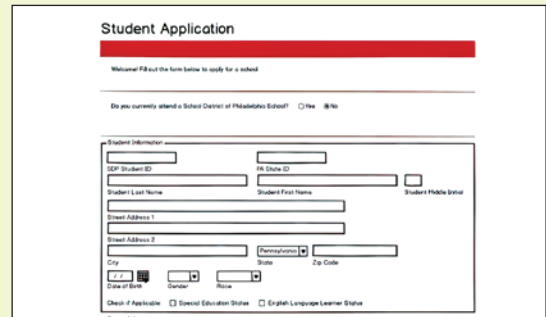 Student Application
Welcome! Fill out the form below to apply for a school
Do you currently attend a School District of Philadelphia School? Yes No
Student Information
SDP Student ID PA State ID
Student Last Name Student First Name Student Middle Initial
Street Address 1
Street Address 2
Pennsylvania
City State Zip Code
/ /
Date of Birth Gender Race
Check if Applicable Special Education Status English Language Learner Status